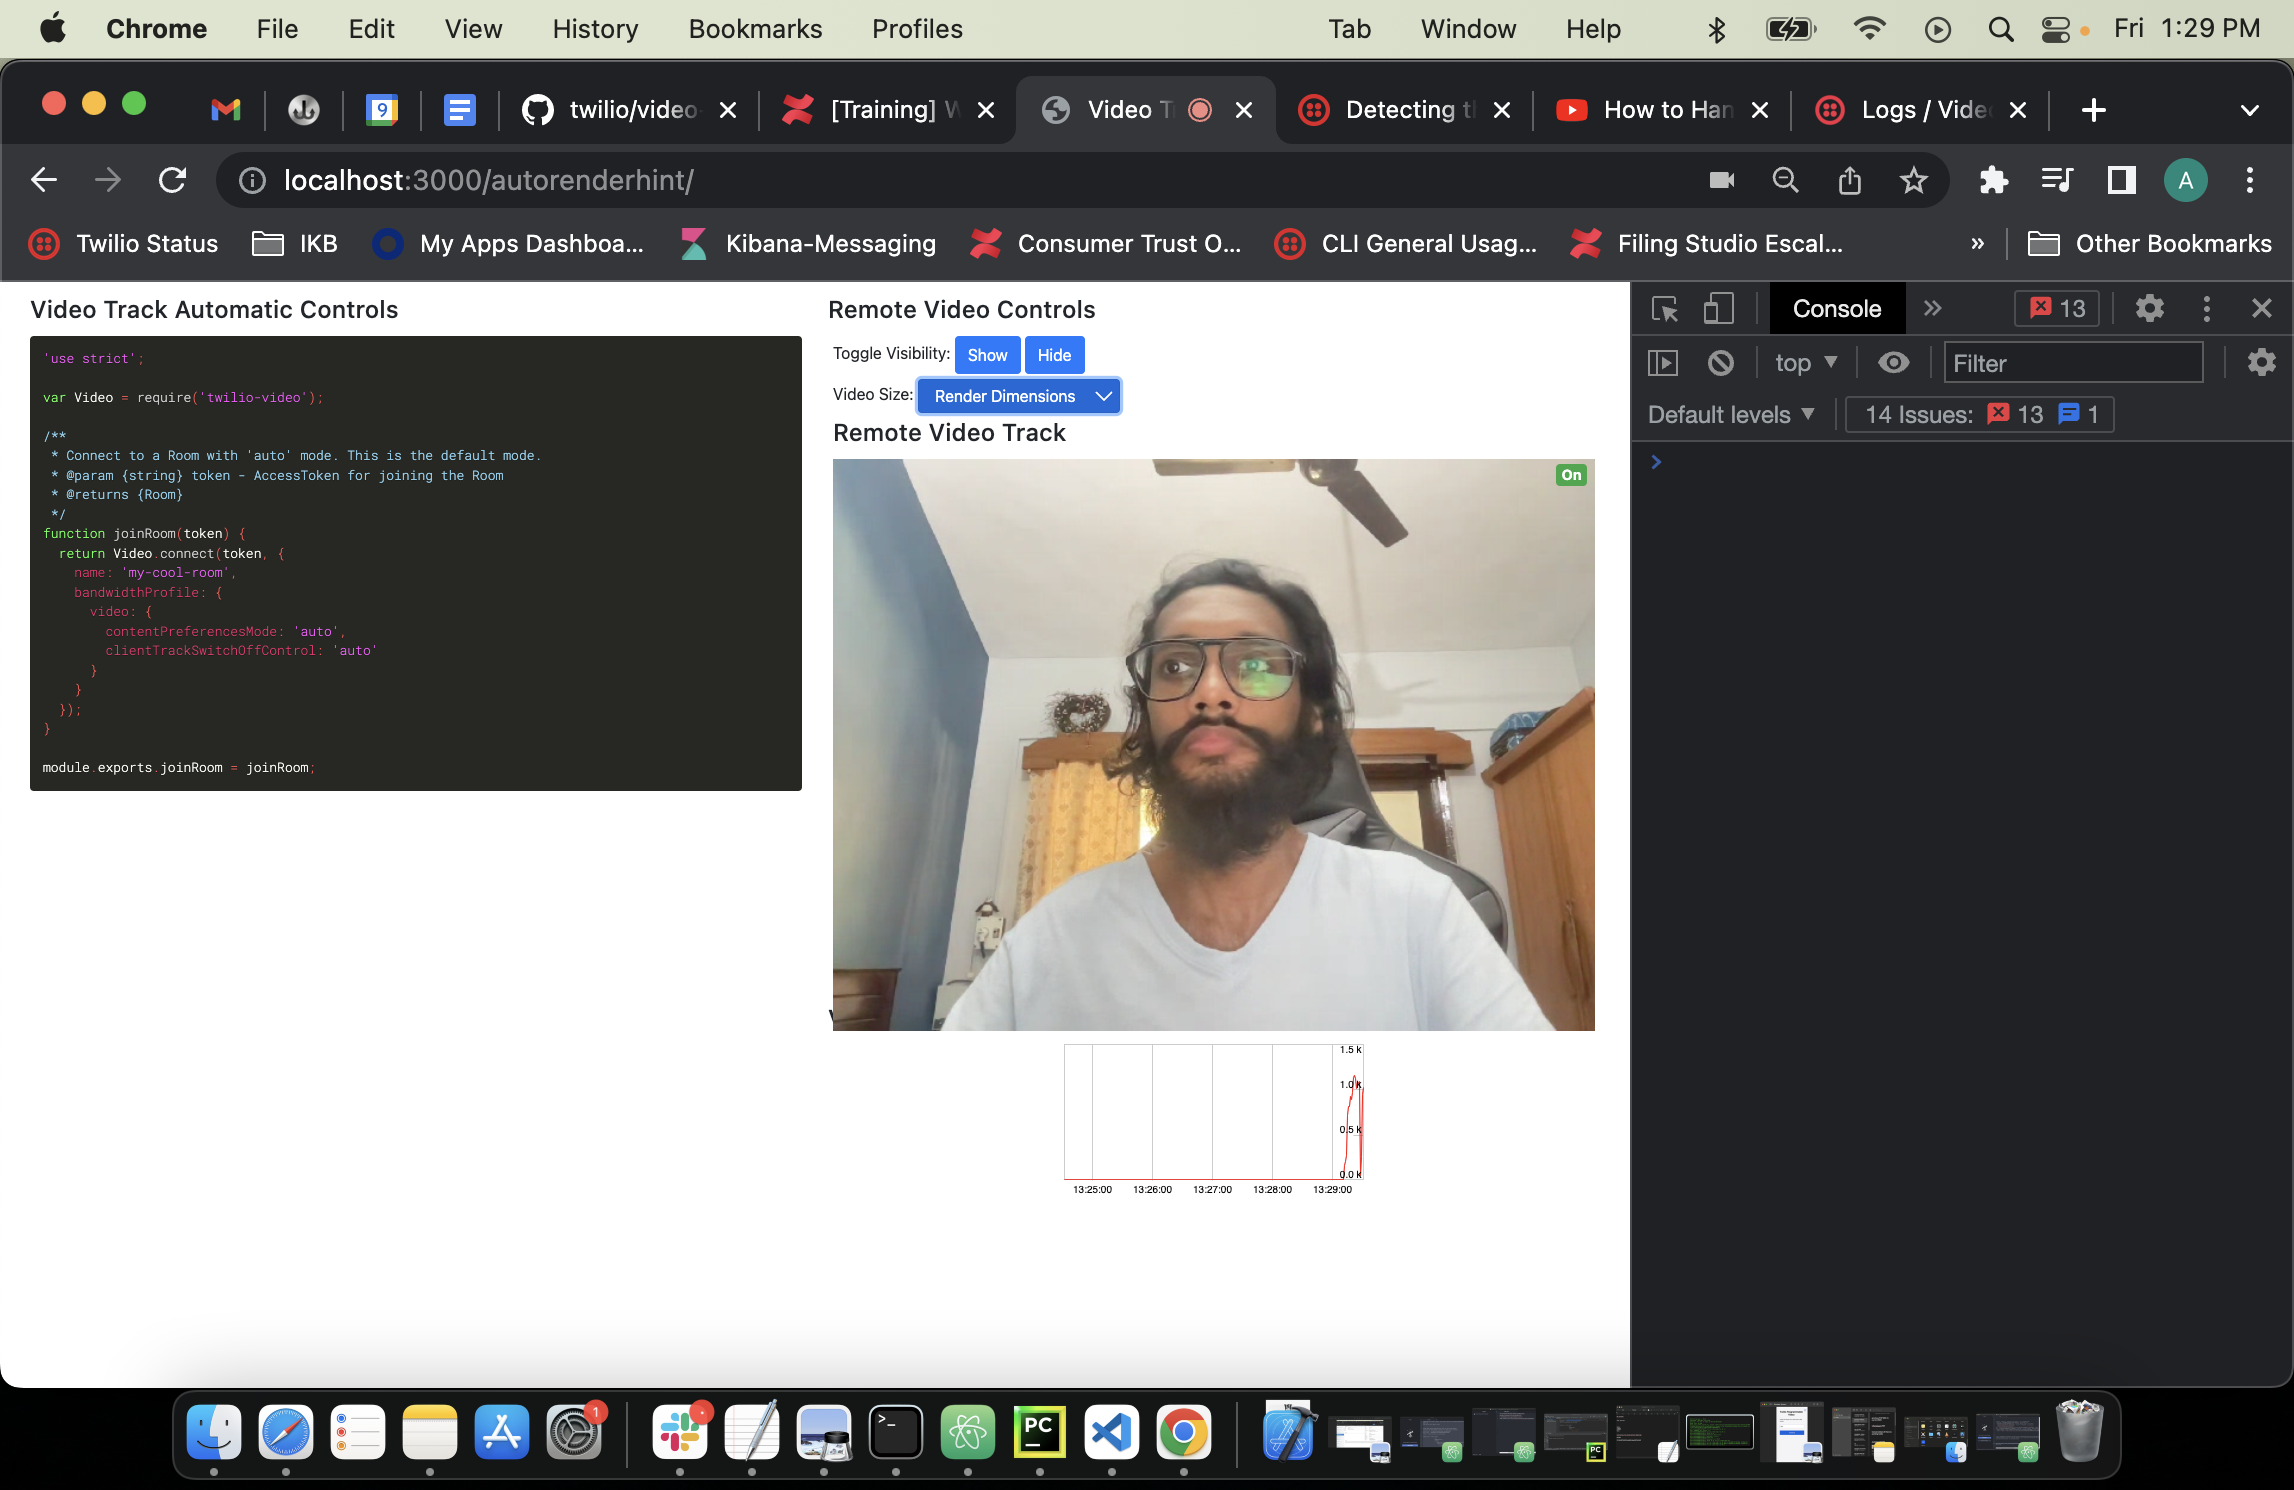 Chrome File Edit View History Bookmarks Profiles Tab Window Help Fri 1:29 PM
9 twilio/video- [Training] W Video T Detecting th How to Han Logs / Vide
localhost:3000/autorenderhint/ A
Twilio Status IKB My Apps Dashboa... Kibana-Messaging Consumer Trust O... CLI General Usag... Filing Studio Escal... » Other Bookmarks
Video Track Automatic Controls
'use strict';
var Video = require('twilio-video');
/**
* Connect to a Room with 'auto' mode. This is the default mode.
* @param {string} token - AccessToken for joining the Room
* @returns {Room}
*/
function joinRoom(token) {
return Video.connect(token, {
name: 'my-cool-room',
bandwidthProfile: {
video: {
contentPreferencesMode: 'auto',
clientTrackSwitchOffControl: 'auto'
}
}
});
}
module.exports.joinRoom = joinRoom;
Remote Video Controls
Toggle Visibility: Show Hide
Video Size: Render Dimensions
Remote Video Track
On
1.5 k
1.0 k
0.5 k
0.0 k
13:25:00 13:26:00 13:27:00 13:28:00 13:29:00
Console » 13
top Filter
Default levels 14 Issues: 13 1
>
1 >_ PC